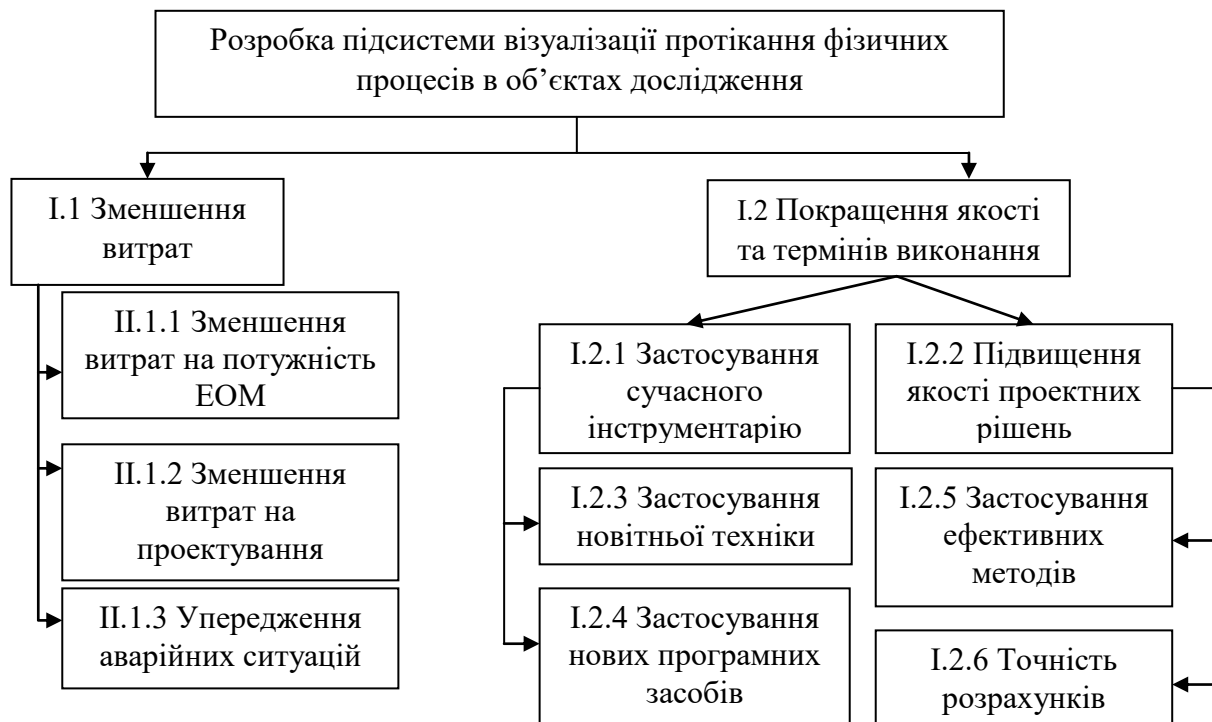 Розробка підсистеми візуалізації протікання фізичних
процесів в об’єктах дослідження
І.1 Зменшення
витрат
ІІ.1.1 Зменшення
витрат на потужність
ЕОМ
ІІ.1.2 Зменшення
витрат на
проектування
ІІ.1.3 Упередження
аварійних ситуацій
І.2 Покращення якості
та термінів виконання
І.2.1 Застосування
сучасного
інструментарію
І.2.3 Застосування
новітньої техніки
І.2.4 Застосування
нових програмних
засобів
І.2.2 Підвищення
якості проектних
рішень
І.2.5 Застосування
ефективних
методів
І.2.6 Точність
розрахунків